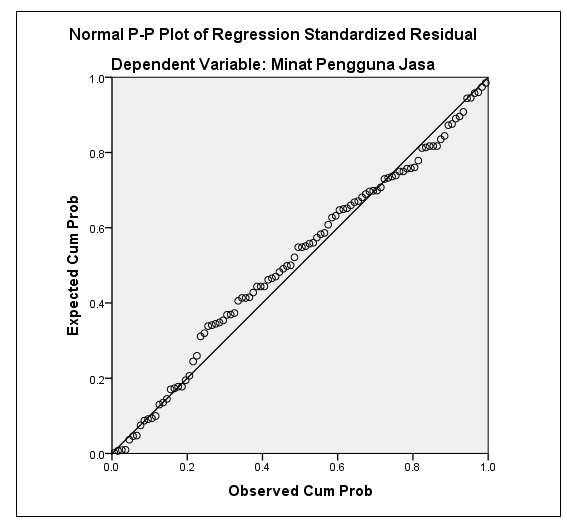 Normal P-P Plot of Regression Standardized Residual
Dependent Variable: Minat Pengguna Jasa
Expected Cum Prob
1.0
0.8
0.6
0.4
0.2
0.0
0.0 0.2 0.4 0.6 0.8 1.0
Observed Cum Prob